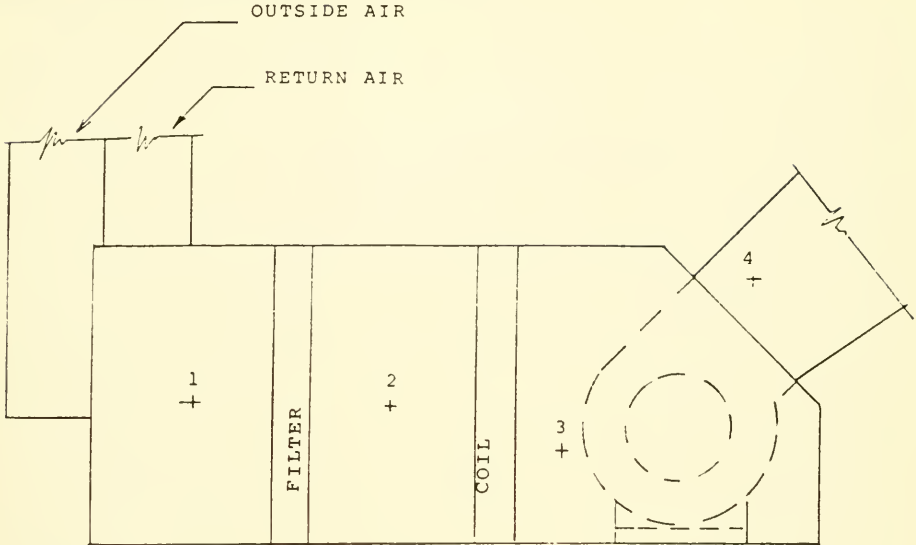 OUTSIDE AIR
RETURN AIR
4
1
2
3
FILTER
COIL